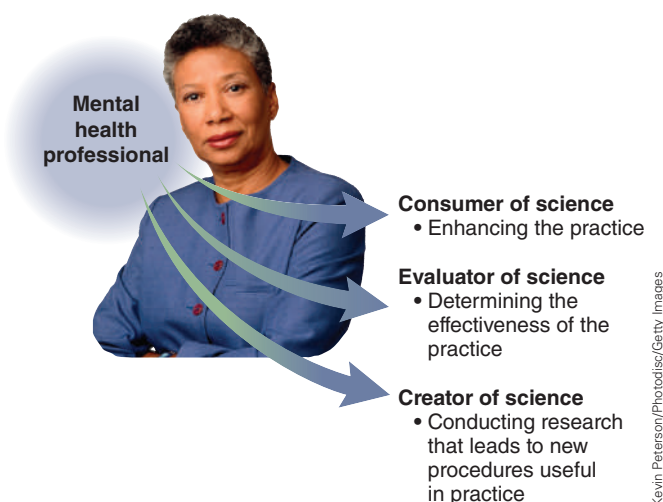 Mental
health
professional
Consumer of science
• Enhancing the practice
Evaluator of science
• Determining the
effectiveness of the
practice
Creator of science
• Conducting research
that leads to new
procedures useful
in practice
Kevin Peterson/Photodisc/Getty Images